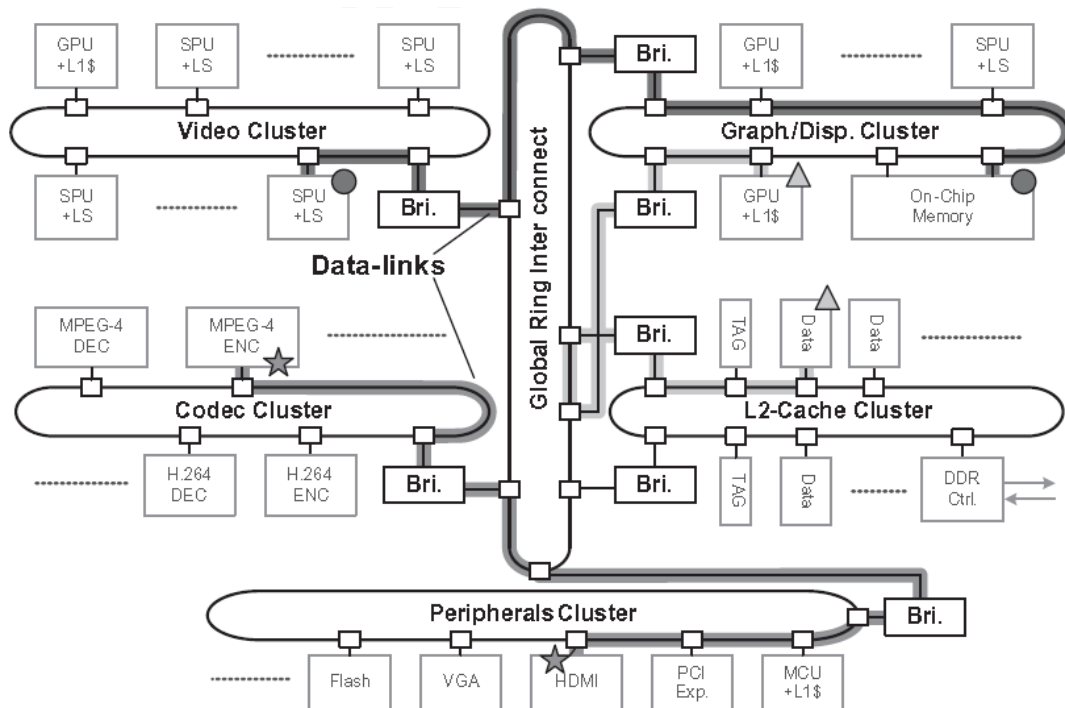 GPU
+L1$
SPU
+LS
SPU
+LS
Video Cluster
SPU
+LS
SPU
+LS
Bri.
Bri.
GPU
+L1$
SPU
+LS
Graph./Disp. Cluster
Bri.
GPU
+L1$
On-Chip
Memory
Data-links
Global Ring Inter connect
MPEG-4
DEC
MPEG-4
ENC
Codec Cluster
H.264
DEC
H.264
ENC
Bri.
Bri.
TAG
Data
Data
L2-Cache Cluster
Bri.
TAG
Data
DDR
Ctrl.
Peripherals Cluster
Bri.
Flash
VGA
HDMI
PCI
Exp.
MCU
+L1$